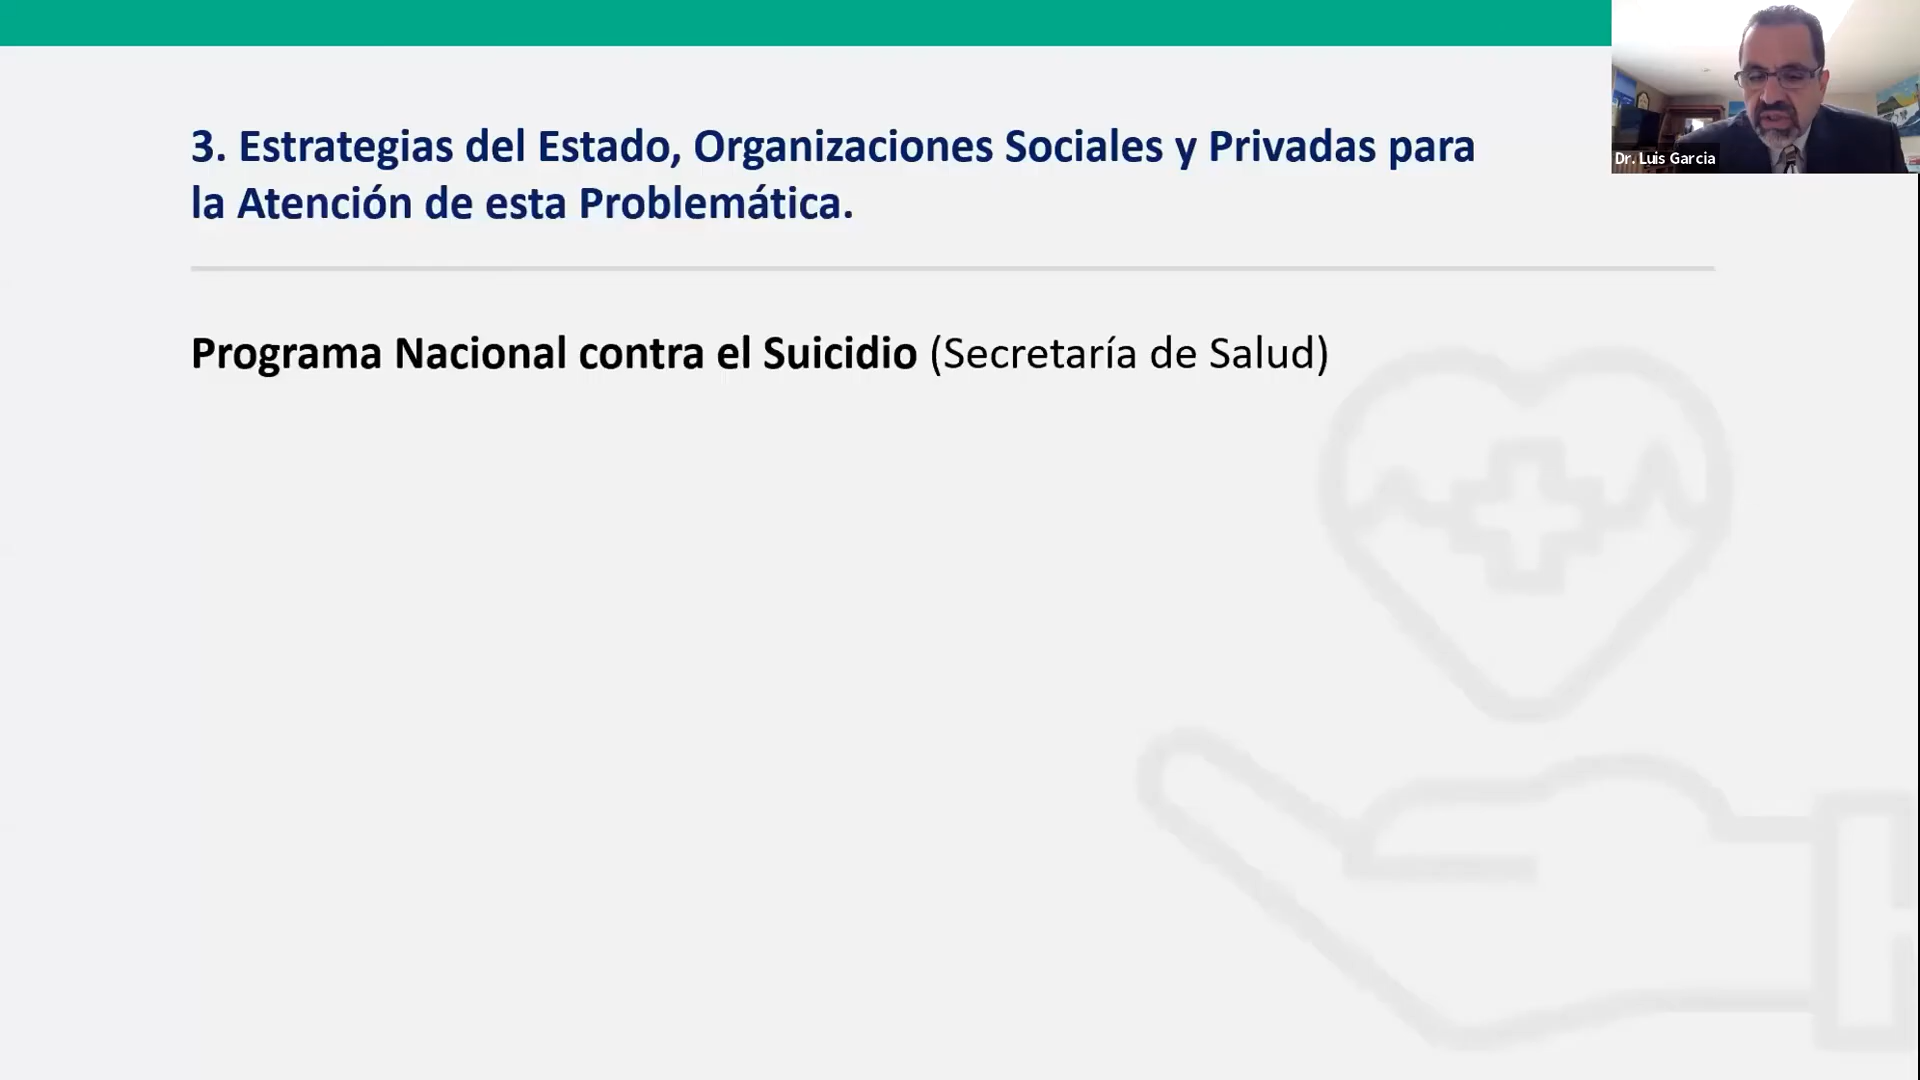 3. Estrategias del Estado, Organizaciones Sociales y Privadas para
la Atención de esta Problemática.
Programa Nacional contra el Suicidio (Secretaría de Salud)
Dr. Luis Garcia